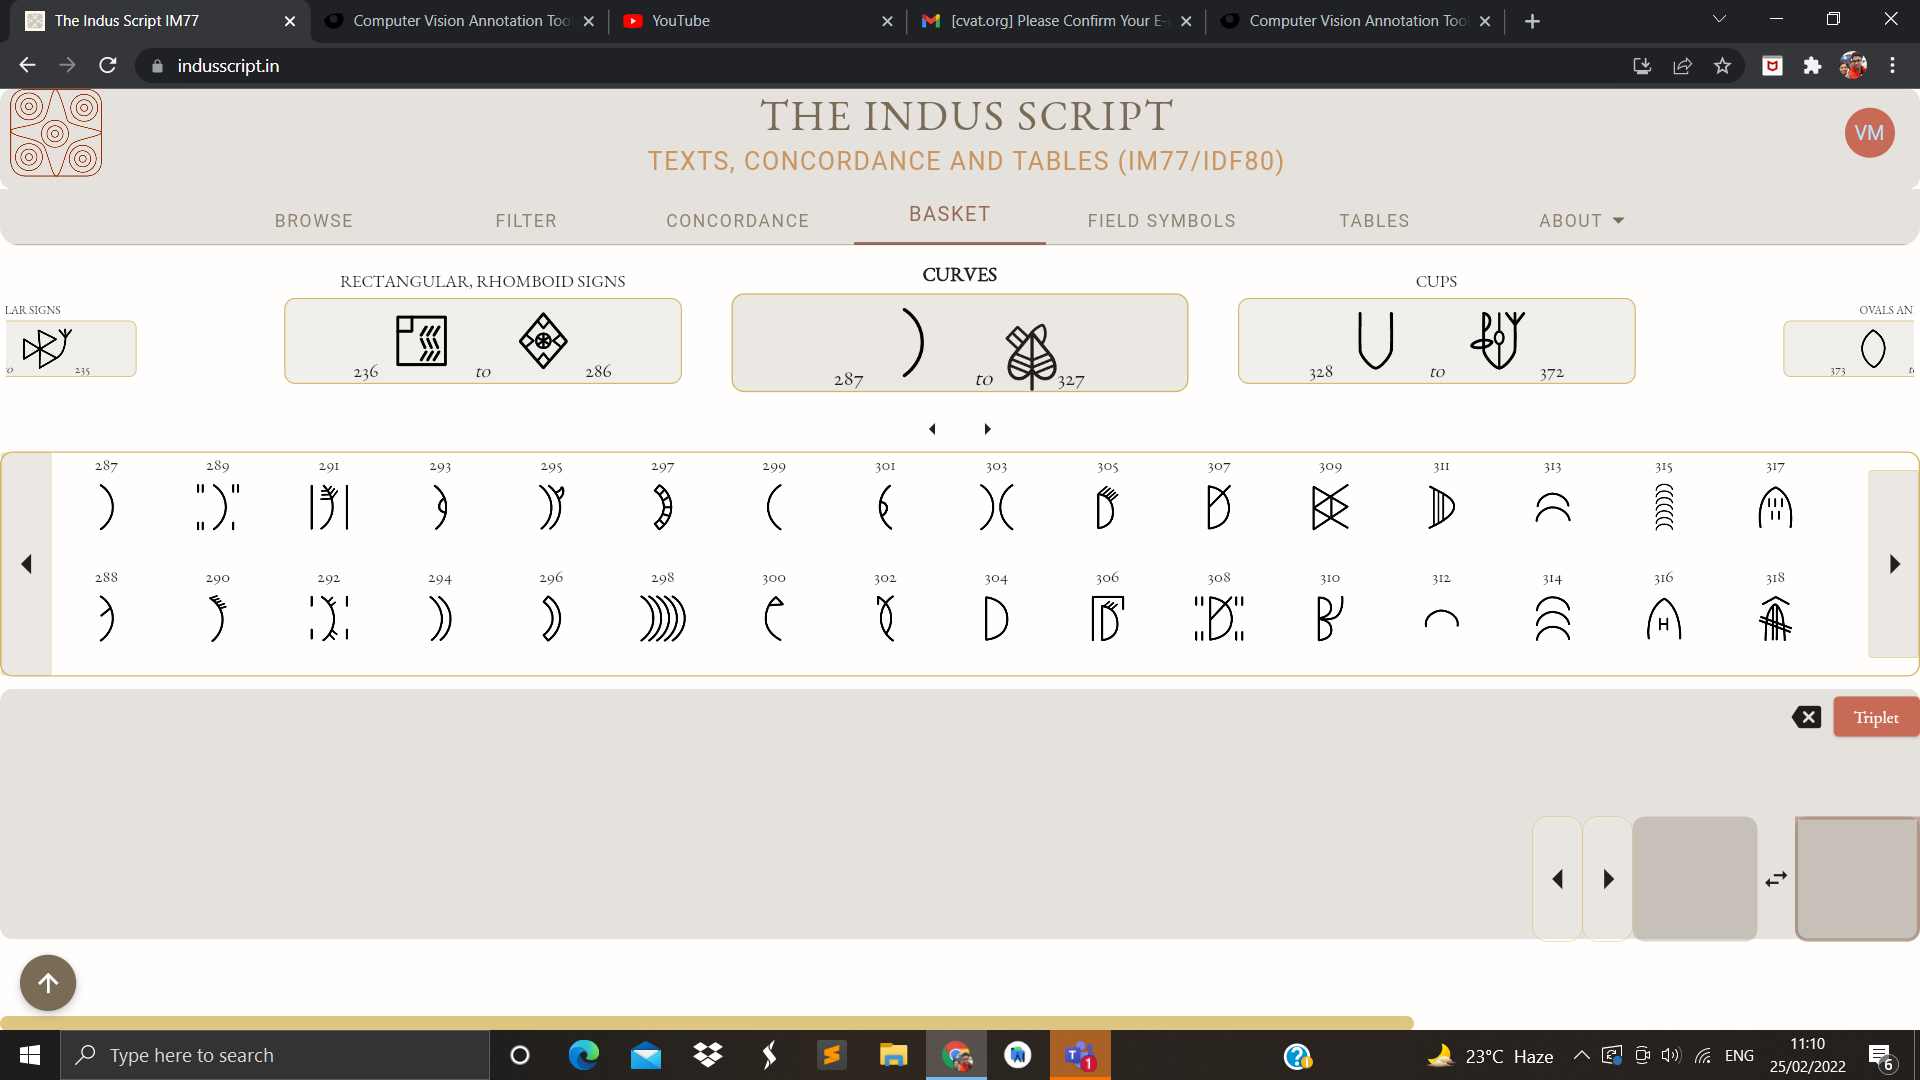 The Indus Script IM77
Computer Vision Annotation Too
YouTube
[cvat.org] Please Confirm Your E-
Computer Vision Annotation Too
indusscript.in
THE INDUS SCRIPT
VM
TEXTS, CONCORDANCE AND TABLES (IM77/IDF80)
BROWSE FILTER CONCORDANCE BASKET FIELD SYMBOLS TABLES ABOUT
LAR SIGNS
235
RECTANGULAR, RHOMBOID SIGNS
236 to 286
CURVES
287 to 327
CUPS
328 to 372
OVALS AN
373
287 289 291 293 295 297 299 301 303 305 307 309 311 313 315 317
288 290 292 294 296 298 300 302 304 306 308 310 312 314 316 318
Triplet
Type here to search
1
23°C Haze
ENG
11:10
25/02/2022
6